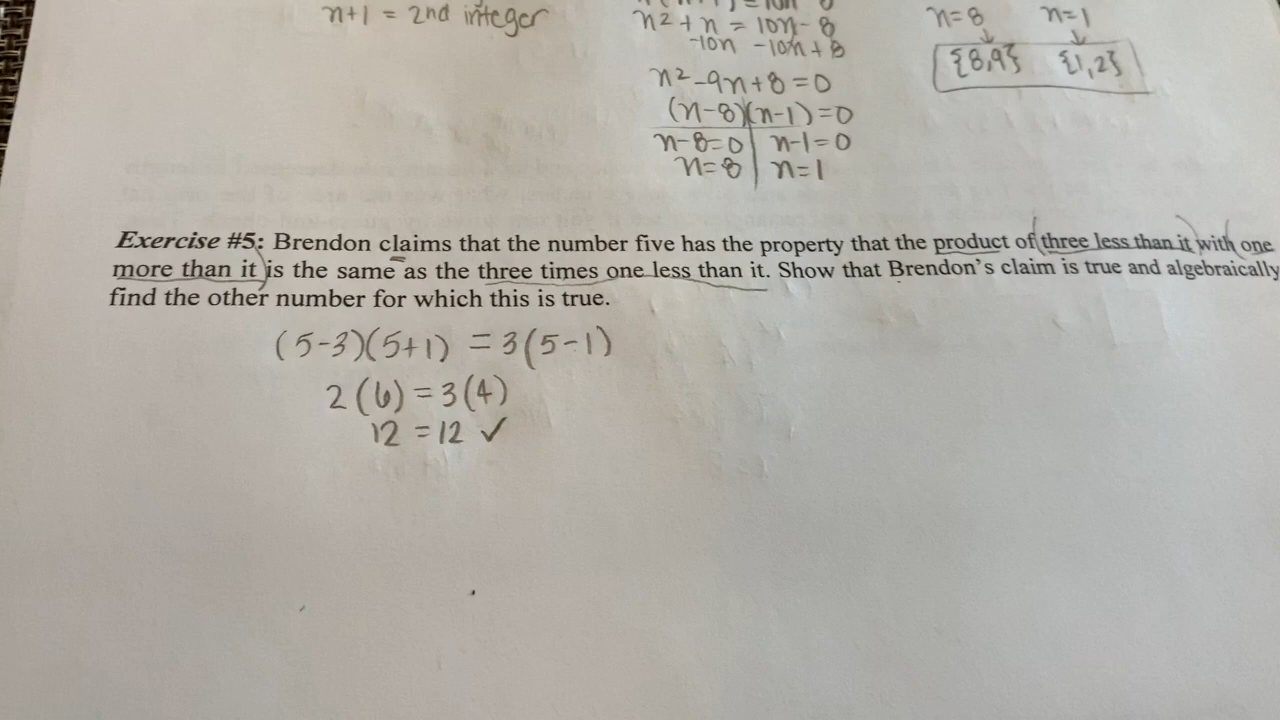 n+1 = 2nd integer
n² + n = 10n - 8
-10n -10n + 8
n² - 9n + 8 = 0
(n-8)(n-1) = 0
n-8=0 | n-1=0
n=8 | n=1
n=8 n=1
{8,9} {1,2}
Exercise #5: Brendon claims that the number five has the property that the product of three less than it with one
more than it is the same as the three times one less than it. Show that Brendon's claim is true and algebraically
find the other number for which this is true.
(5-3)(5+1) = 3(5-1)
2(6) = 3(4)
12 = 12 ✓